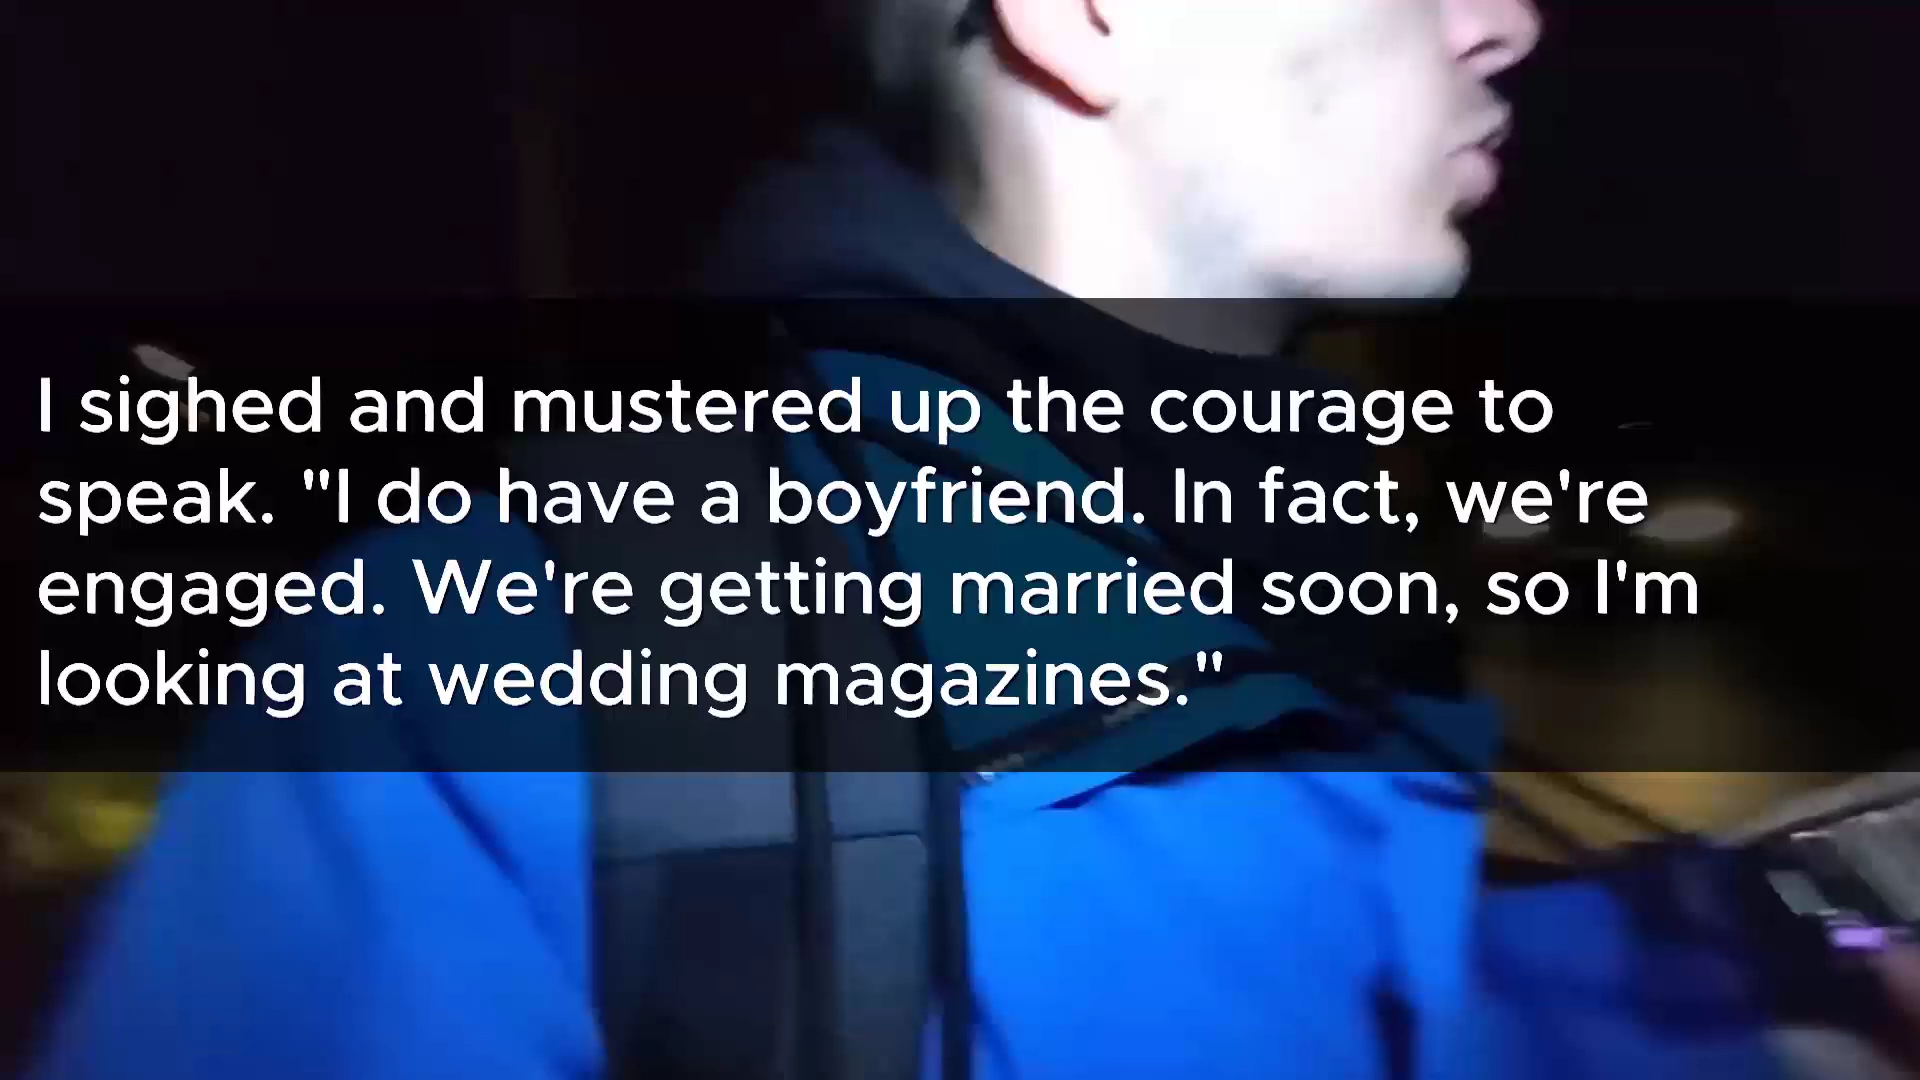 I sighed and mustered up the courage to
speak. "I do have a boyfriend. In fact, we're
engaged. We're getting married soon, so I'm
looking at wedding magazines."